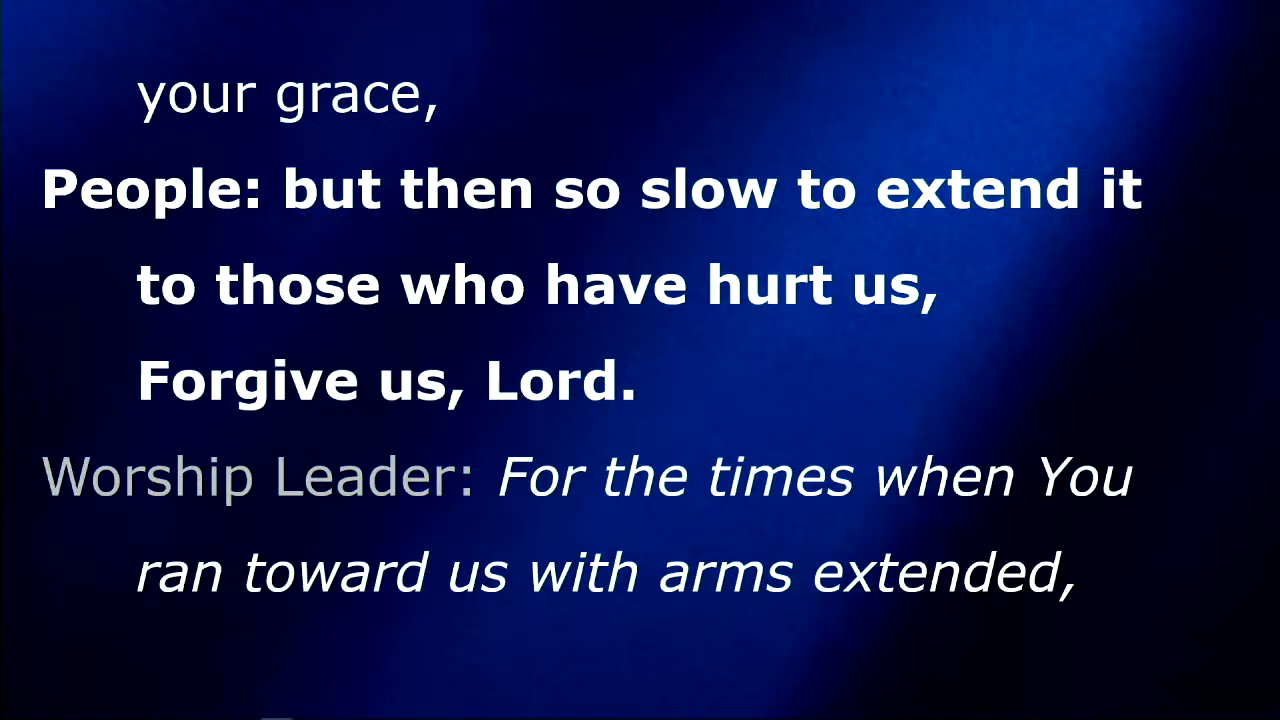 your grace,
People: but then so slow to extend it
to those who have hurt us,
Forgive us, Lord.
Worship Leader: For the times when You
ran toward us with arms extended,